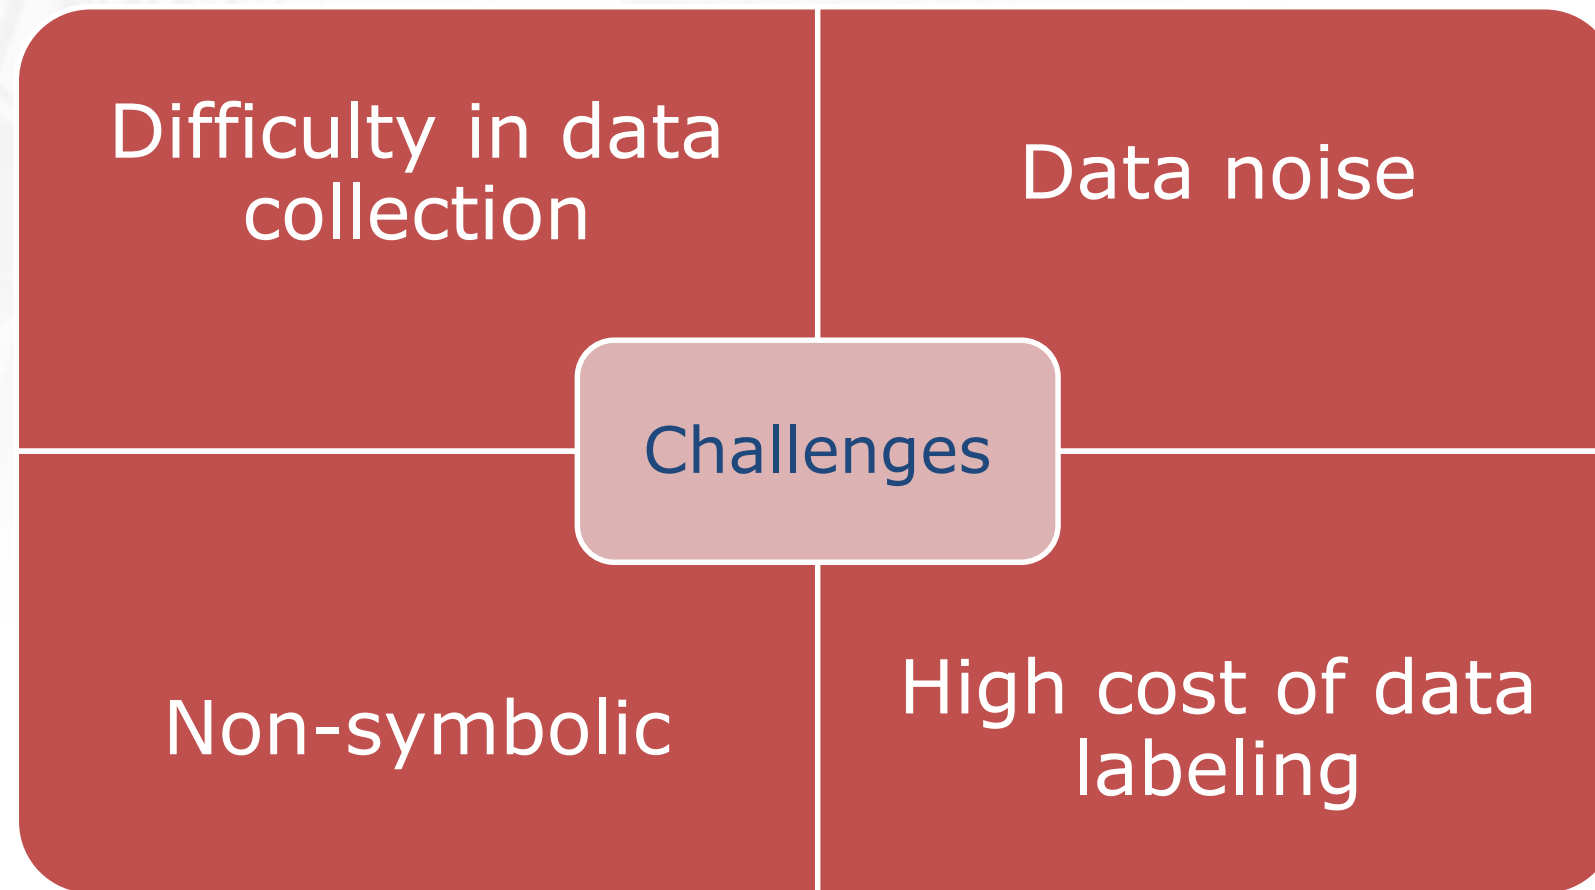 Difficulty in data
collection
Data noise
Challenges
Non-symbolic
High cost of data
labeling